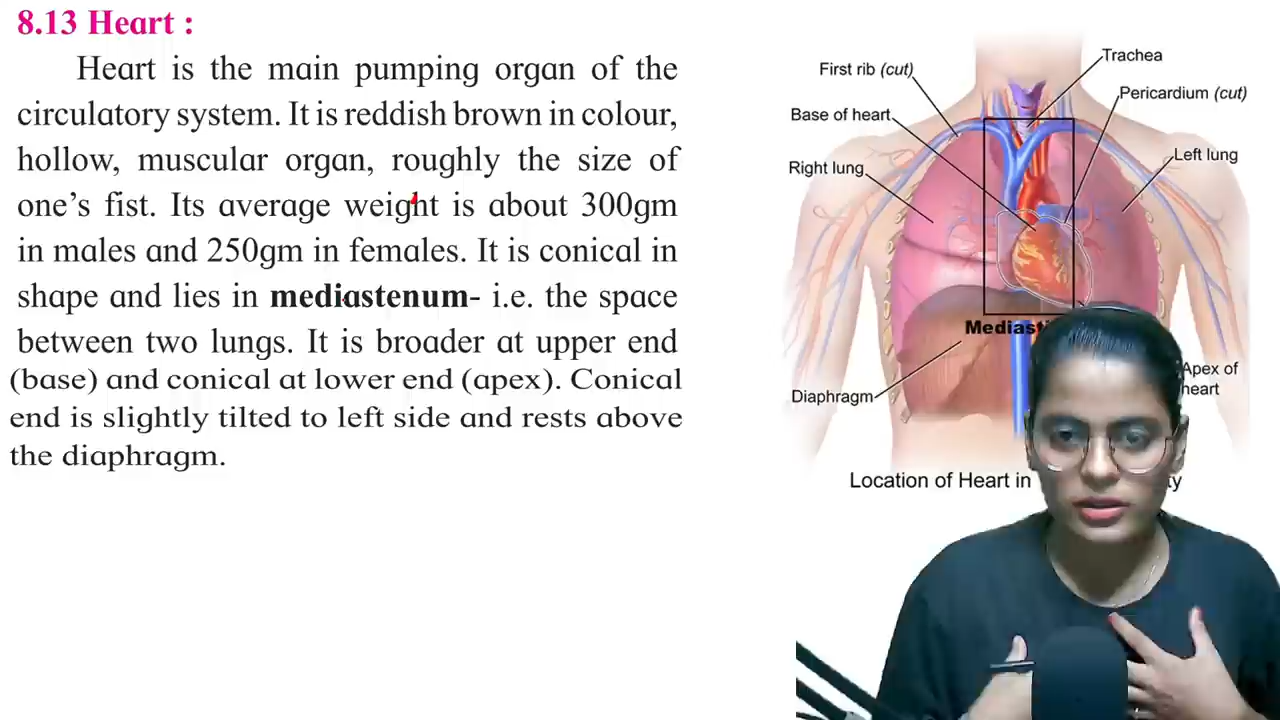 8.13 Heart :
Heart is the main pumping organ of the
circulatory system. It is reddish brown in colour,
hollow, muscular organ, roughly the size of
one's fist. Its average weight is about 300gm
in males and 250gm in females. It is conical in
shape and lies in mediastenum- i.e. the space
between two lungs. It is broader at upper end
(base) and conical at lower end (apex). Conical
end is slightly tilted to left side and rests above
the diaphragm.
Trachea
First rib (cut)
Pericardium (cut)
Base of heart
Left lung
Right lung
Apex of
heart
Diaphragm
Location of Heart in